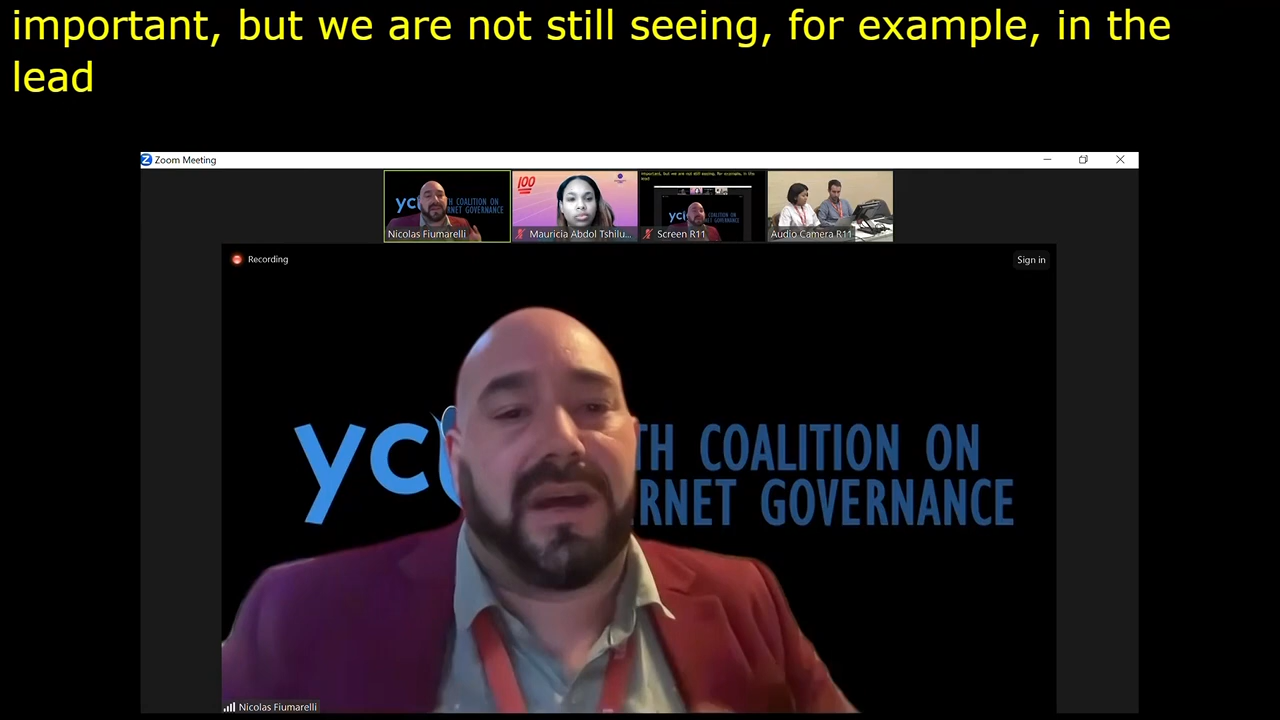 important, but we are not still seeing, for example, in the
lead
Zoom Meeting
100
Nicolas Fiumarelli
Mauricia Abdol Tshilu...
Screen R11
Audio Camera R11
Recording
Sign in
TH COALITION ON
RNET GOVERNANCE
Nicolas Fiumarelli